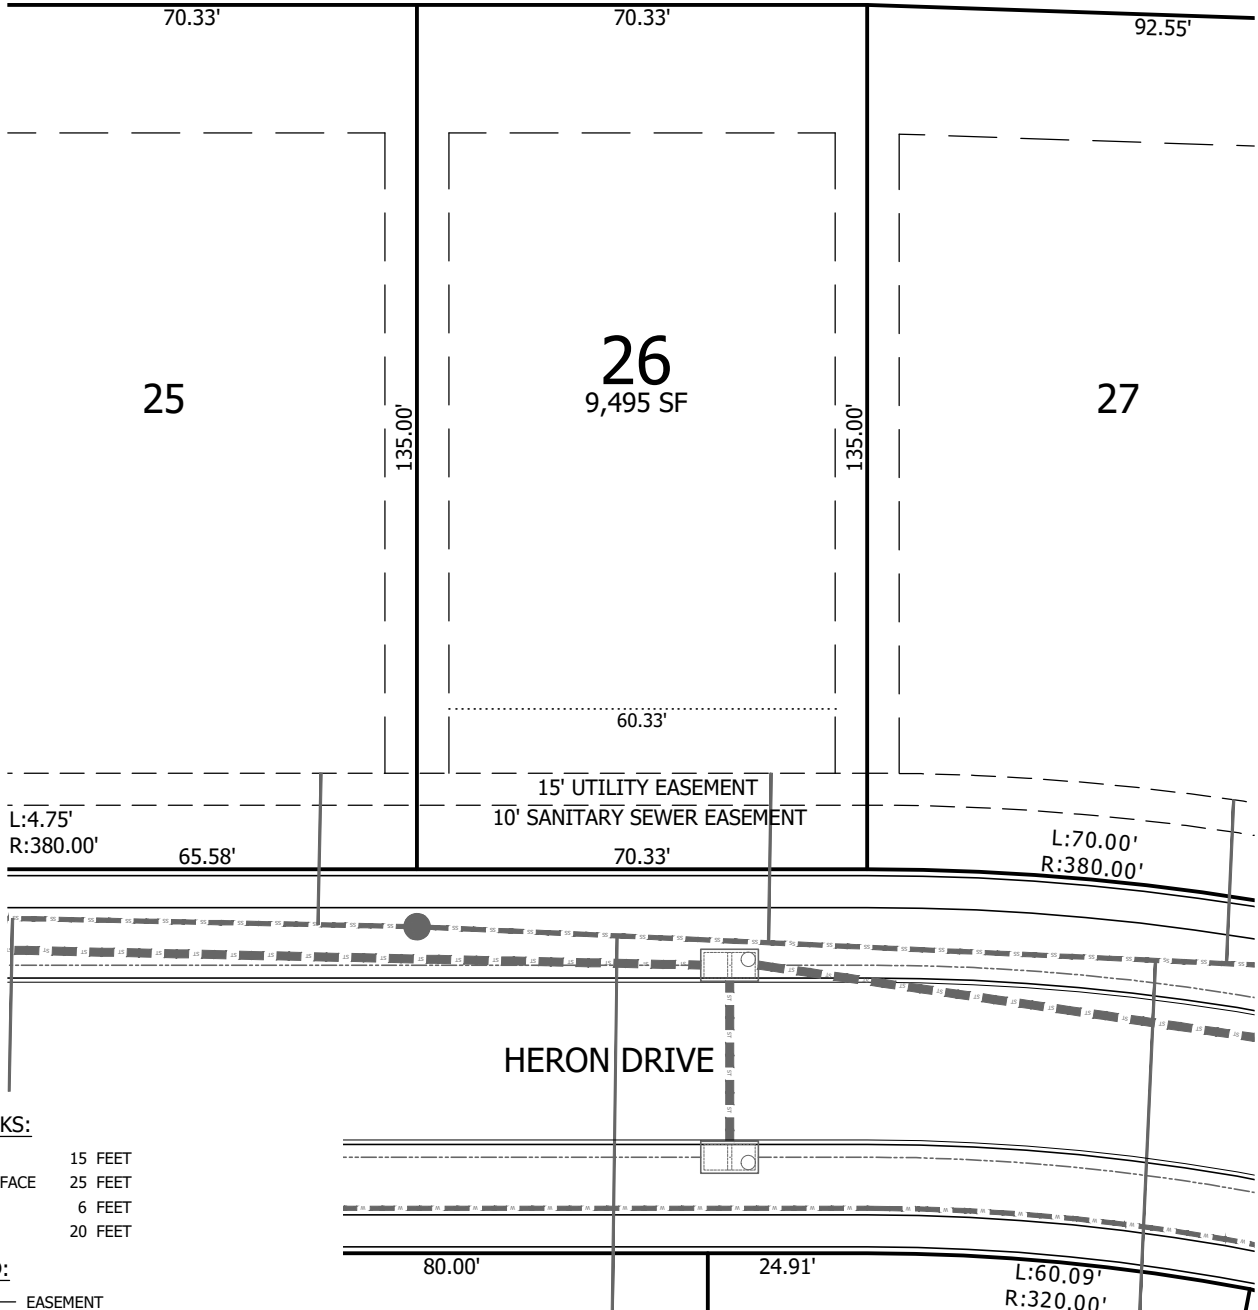 70.33'
70.33'
92.55'
25
26
9,495 SF
27
135.00'
135.00'
60.33'
15' UTILITY EASEMENT
10' SANITARY SEWER EASEMENT
L:4.75'
R:380.00'
65.58'
70.33'
L:70.00'
R:380.00'
HERON DRIVE
KS:
15 FEET
FACE 25 FEET
6 FEET
20 FEET
80.00'
24.91'
L:60.09'
R:320.00'
EASEMENT